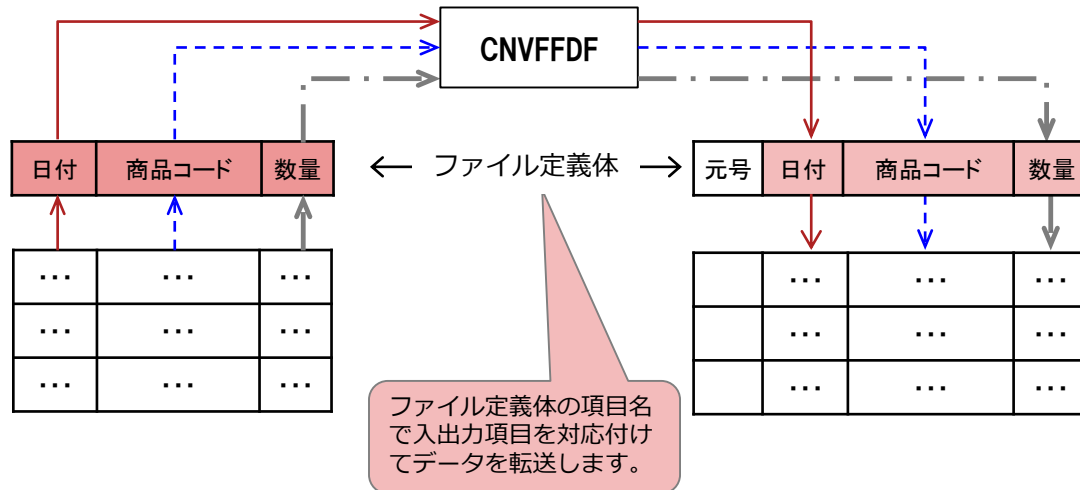 CNVFFDF
日付 商品コード 数量
← ファイル定義体 →
元号 日付 商品コード 数量
… … …
… … …
… … …
… … …
… … …
… … …
ファイル定義体の項目名
で入出力項目を対応付け
てデータを転送します。